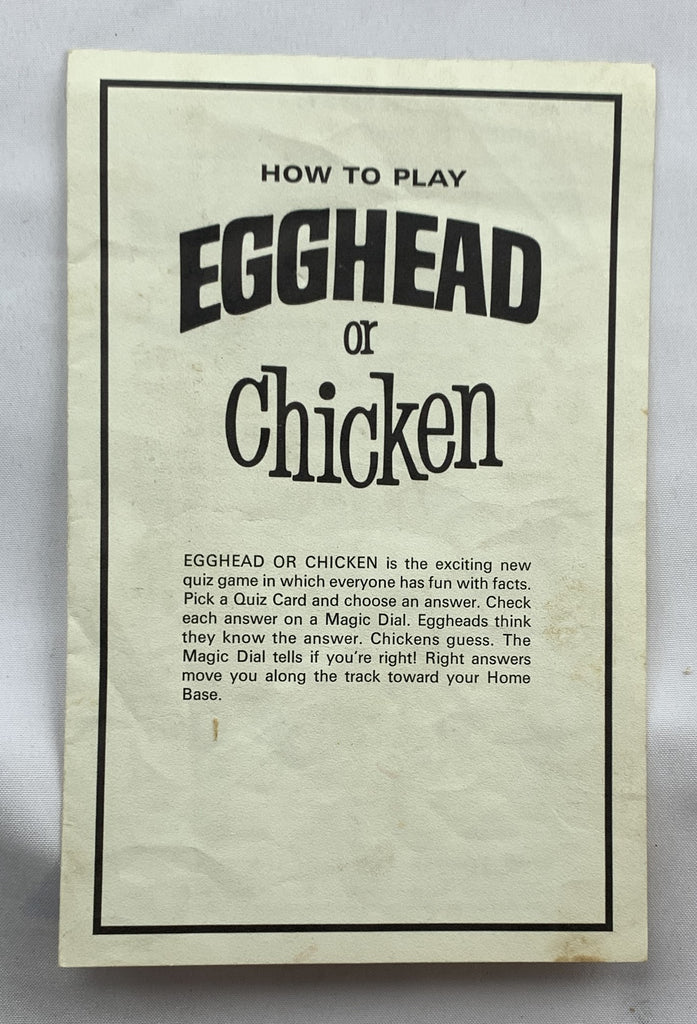 HOW TO PLAY
EGGHEAD
or
Chicken
EGGHEAD OR CHICKEN is the exciting new
quiz game in which everyone has fun with facts.
Pick a Quiz Card and choose an answer. Check
each answer on a Magic Dial. Eggheads think
they know the answer. Chickens guess. The
Magic Dial tells if you're right! Right answers
move you along the track toward your Home
Base.